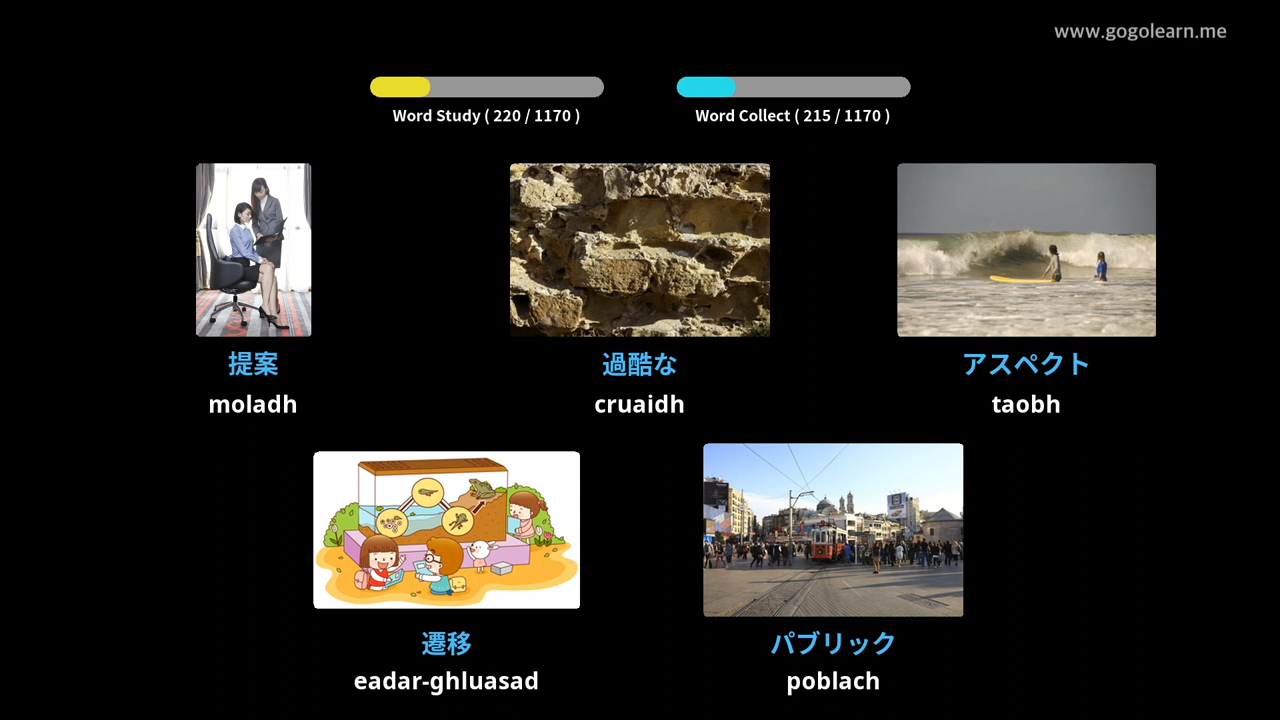 www.gogolearn.me
Word Study ( 220 / 1170 )
Word Collect ( 215 / 1170 )
提案
moladh
過酷な
cruaidh
アスペクト
taobh
遷移
eadar-ghluasad
パブリック
poblach